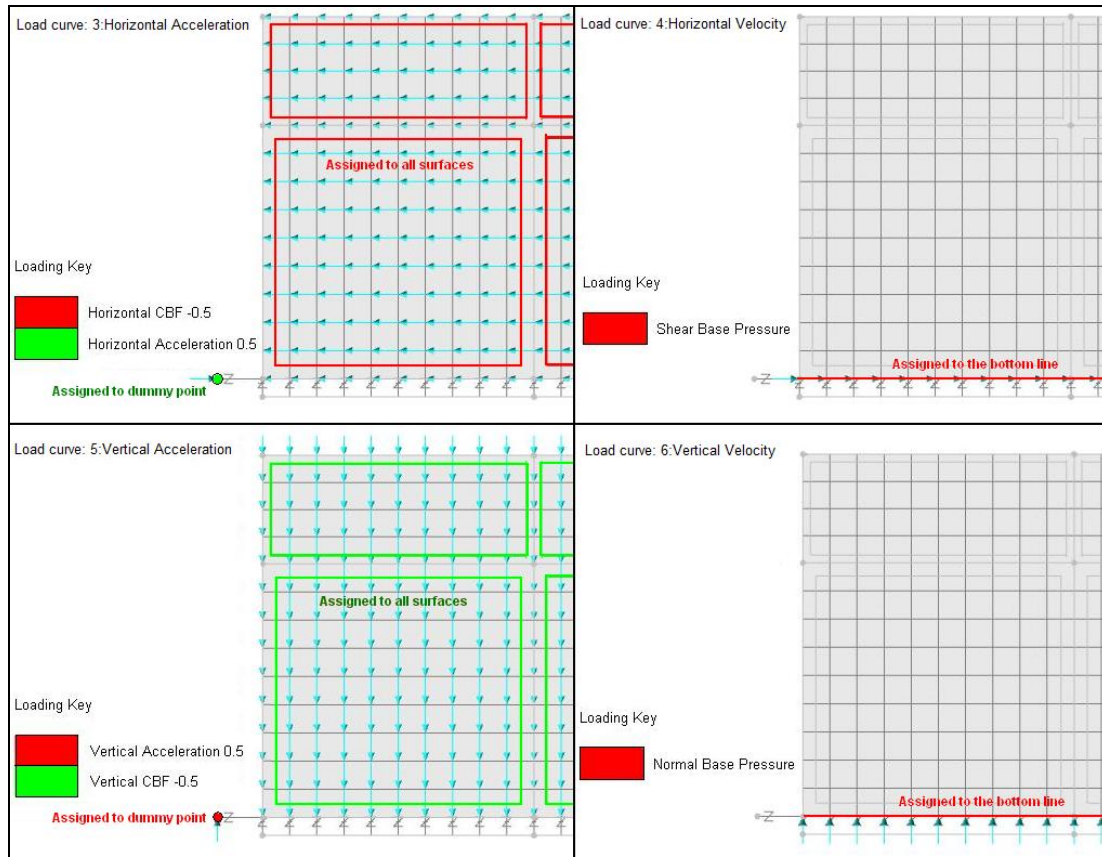 Load curve: 3:Horizontal Acceleration
Assigned to all surfaces
Loading Key
Horizontal CBF -0.5
Horizontal Acceleration 0.5
Assigned to dummy point
Load curve: 4:Horizontal Velocity
Loading Key
Shear Base Pressure
Assigned to the bottom line
Load curve: 5:Vertical Acceleration
Assigned to all surfaces
Loading Key
Vertical Acceleration 0.5
Vertical CBF -0.5
Assigned to dummy point
Load curve: 6:Vertical Velocity
Loading Key
Normal Base Pressure
Assigned to the bottom line